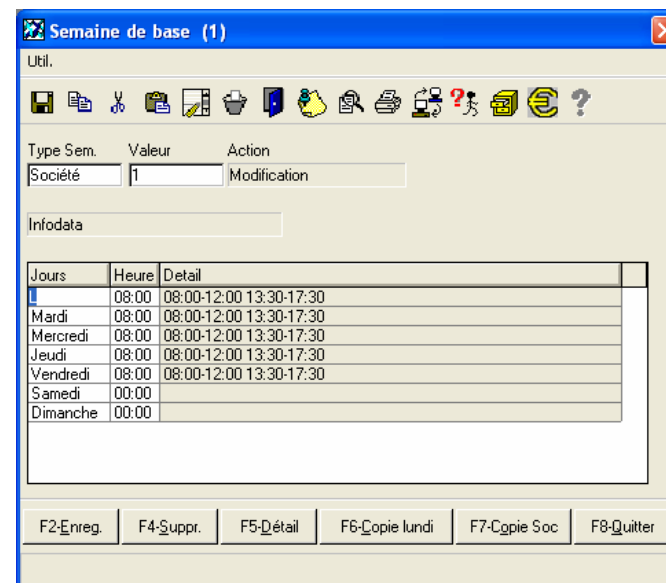 Semaine de base (1)
Util.
Type Sem. Valeur Action
Société 1 Modification
Infodata
Jours Heure Detail
L 08:00 08:00-12:00 13:30-17:30
Mardi 08:00 08:00-12:00 13:30-17:30
Mercredi 08:00 08:00-12:00 13:30-17:30
Jeudi 08:00 08:00-12:00 13:30-17:30
Vendredi 08:00 08:00-12:00 13:30-17:30
Samedi 00:00
Dimanche 00:00
F2-Enreg. F4-Suppr. F5-Détail F6-Copie lundi F7-Copie Soc F8-Quitter